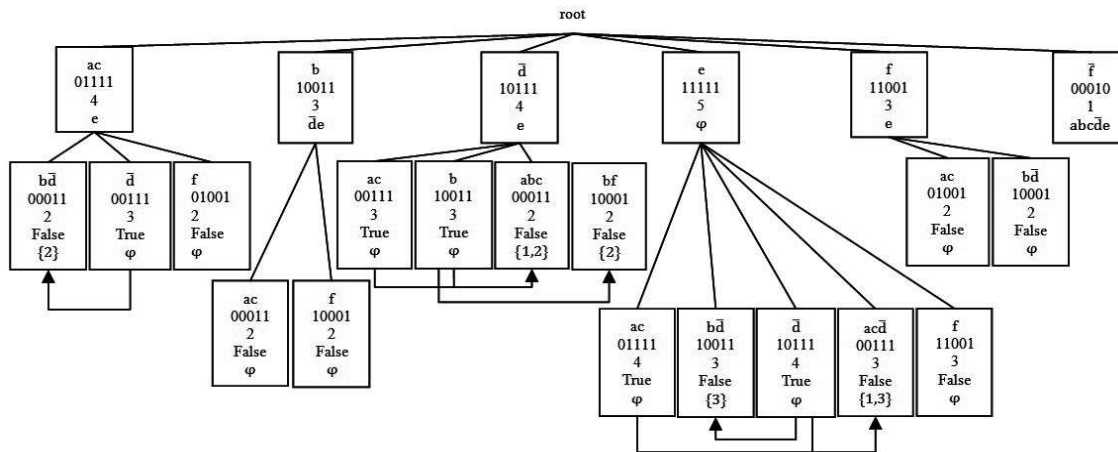 root
ac
01111
4
e
b
10011
3
d̅e
d̅
10111
4
e
e
11111
5
φ
f
11001
3
e
f̅
00010
1
abcd̅e
bd̅
00011
2
False
{2}
d̅
00111
3
True
φ
f
01001
2
False
φ
ac
00111
3
True
φ
b
10011
3
True
φ
abc
00011
2
False
{1,2}
bf
10001
2
False
{2}
ac
01001
2
False
φ
bd̅
10001
2
False
φ
ac
00011
2
False
φ
f
10001
2
False
φ
ac
01111
4
True
φ
bd̅
10011
3
False
{3}
d̅
10111
4
True
φ
acd̅
00111
3
False
{1,3}
f
11001
3
False
φ